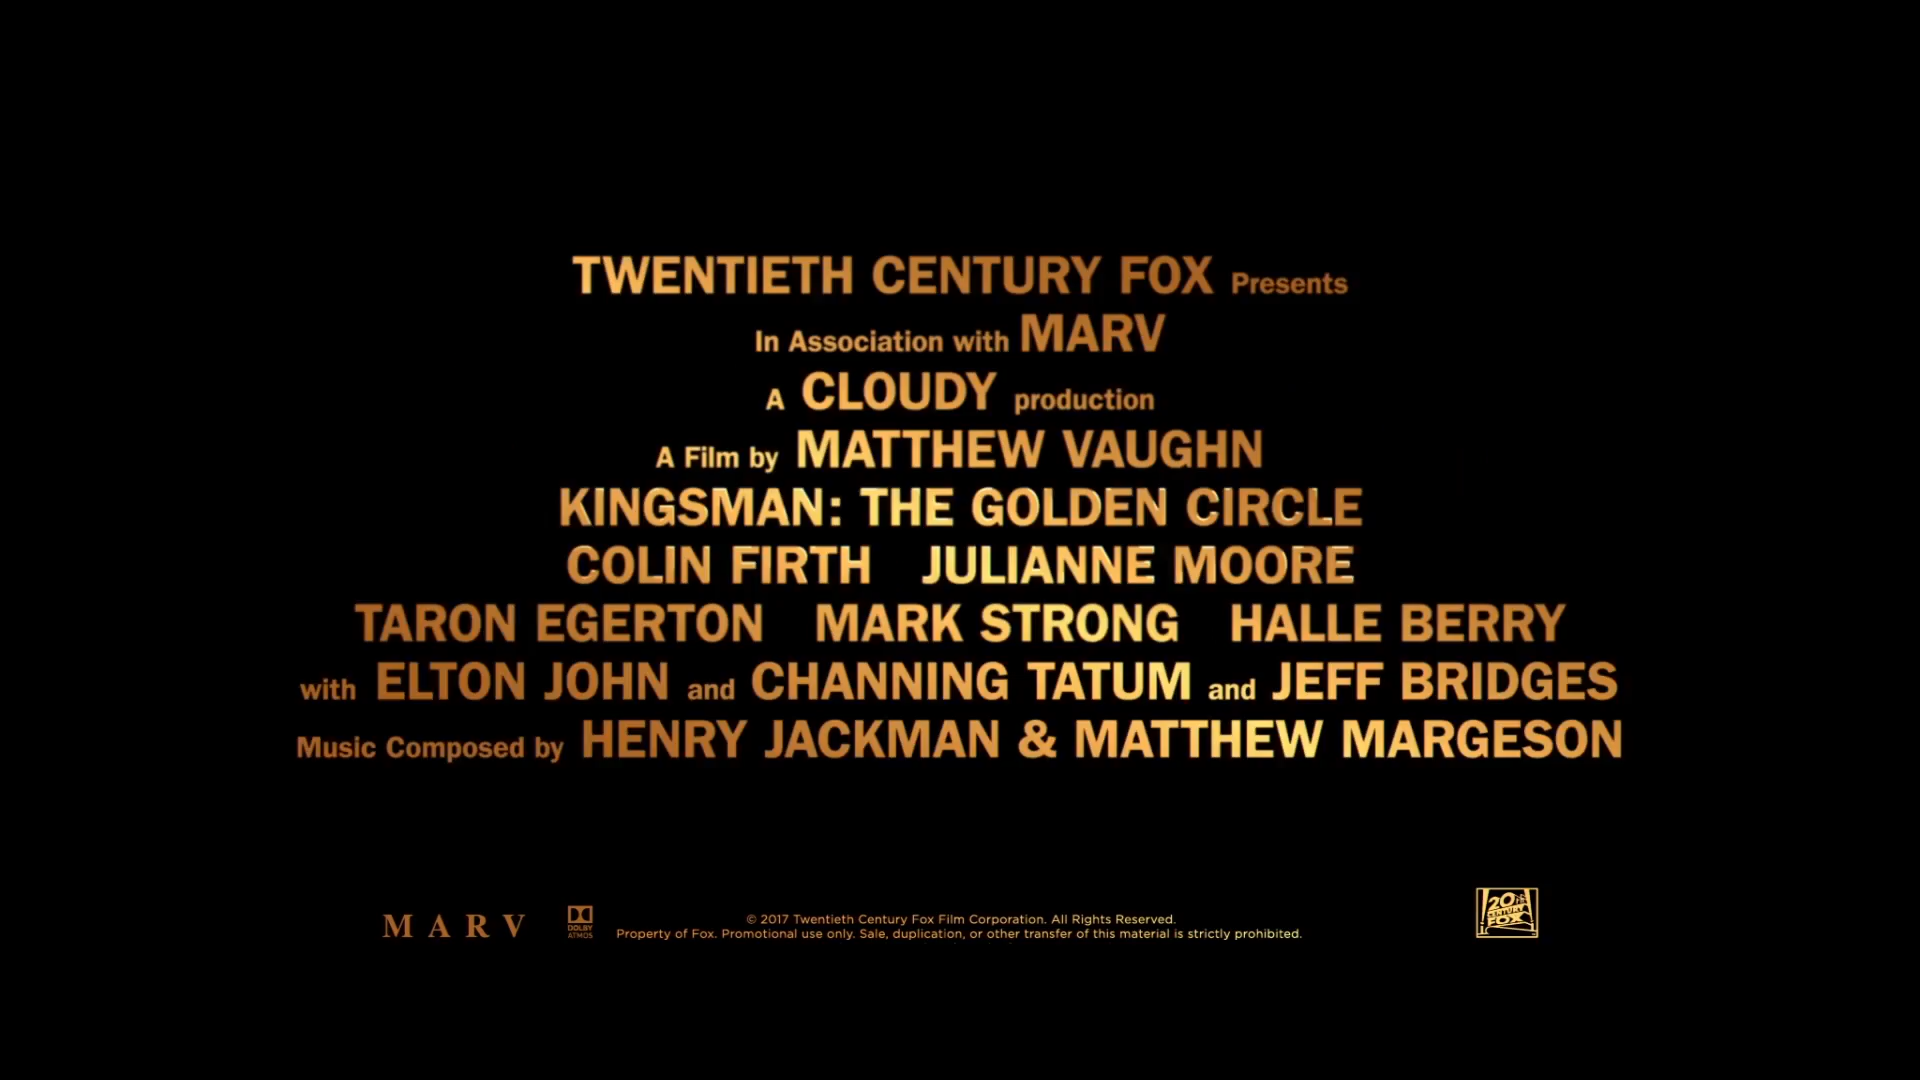 TWENTIETH CENTURY FOX Presents
In Association with MARV
A CLOUDY production
A Film by MATTHEW VAUGHN
KINGSMAN: THE GOLDEN CIRCLE
COLIN FIRTH JULIANNE MOORE
TARON EGERTON MARK STRONG HALLE BERRY
with ELTON JOHN and CHANNING TATUM and JEFF BRIDGES
Music Composed by HENRY JACKMAN & MATTHEW MARGESON
MARV
DOLBY
ATMOS
© 2017 Twentieth Century Fox Film Corporation. All Rights Reserved.
Property of Fox. Promotional use only. Sale, duplication, or other transfer of this material is strictly prohibited.
20TH
CENTURY
FOX